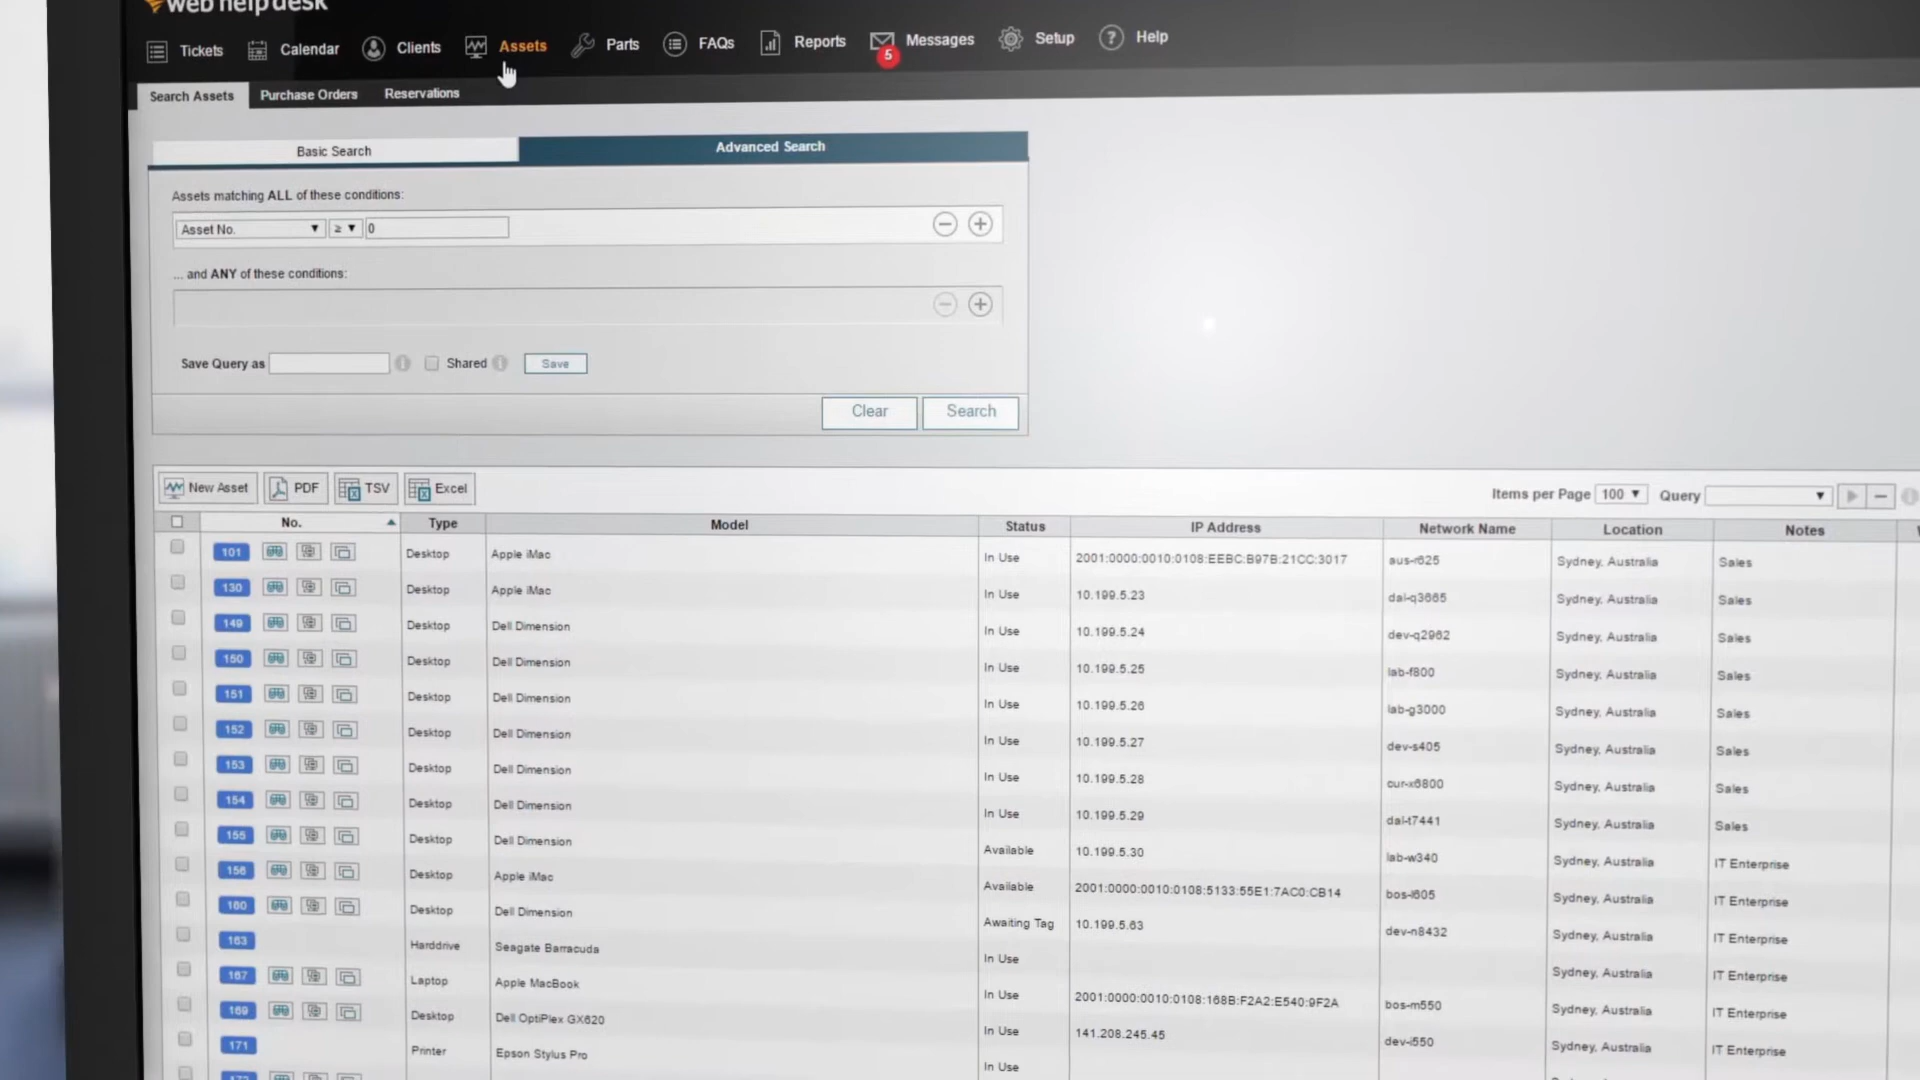 web help desk
Tickets Calendar Clients Assets Parts FAQs Reports Messages Setup Help
5
Search Assets Purchase Orders Reservations
Basic Search Advanced Search
Assets matching ALL of these conditions:
Asset No. ≥ 0
... and ANY of these conditions:
Save Query as Shared Save
Clear Search
New Asset PDF TSV Excel Items per Page 100 Query
No. Type Model Status IP Address Network Name Location Notes
101 Desktop Apple iMac In Use 2001:0000:0010:0108:EEBC:B97B:21CC:3017 aus-r625 Sydney, Australia Sales
130 Desktop Apple iMac In Use 10.199.5.23 dal-q3665 Sydney, Australia Sales
149 Desktop Dell Dimension In Use 10.199.5.24 dev-q2962 Sydney, Australia Sales
150 Desktop Dell Dimension In Use 10.199.5.25 lab-f800 Sydney, Australia Sales
151 Desktop Dell Dimension In Use 10.199.5.26 lab-g3000 Sydney, Australia Sales
152 Desktop Dell Dimension In Use 10.199.5.27 dev-s405 Sydney, Australia Sales
153 Desktop Dell Dimension In Use 10.199.5.28 cur-x6800 Sydney, Australia Sales
154 Desktop Dell Dimension In Use 10.199.5.29 dal-t7441 Sydney, Australia Sales
155 Desktop Dell Dimension Available 10.199.5.30 lab-w340 Sydney, Australia IT Enterprise
156 Desktop Apple iMac Available 2001:0000:0010:0108:5133:55E1:7AC0:CB14 bos-l605 Sydney, Australia IT Enterprise
160 Desktop Dell Dimension Awaiting Tag 10.199.5.63 dev-n8432 Sydney, Australia IT Enterprise
163 Harddrive Seagate Barracuda In Use Sydney, Australia IT Enterprise
167 Laptop Apple MacBook In Use 2001:0000:0010:0108:168B:F2A2:E540:9F2A bos-m550 Sydney, Australia IT Enterprise
169 Desktop Dell OptiPlex GX620 In Use 141.208.245.45 dev-i550 Sydney, Australia IT Enterprise
171 Printer Epson Stylus Pro In Use